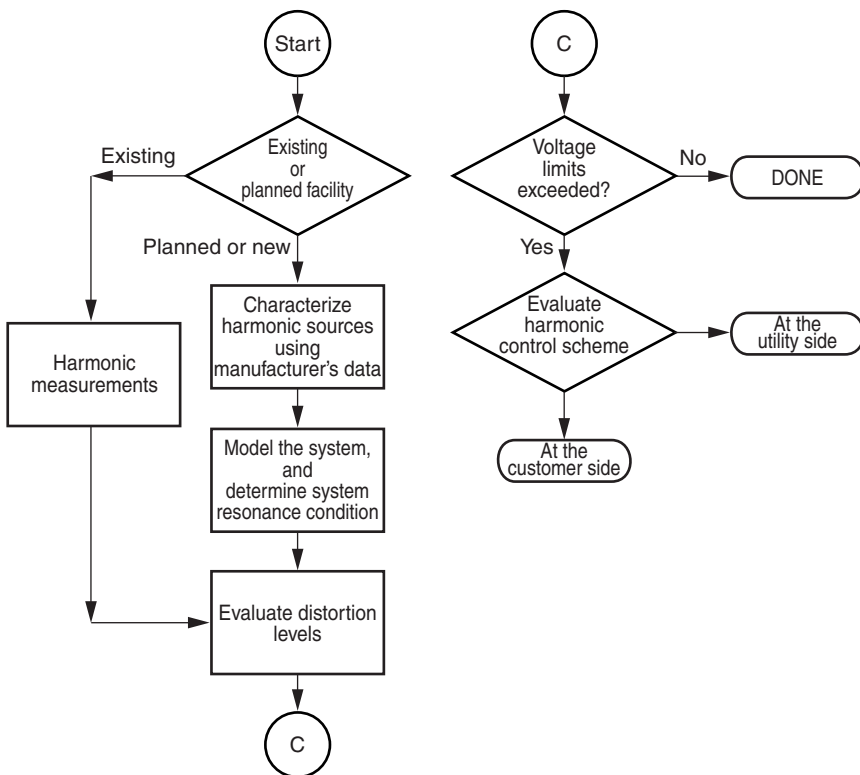 Start
Existing
or
planned facility
Existing
Planned or new
Characterize
harmonic sources
using
manufacturer's data
Harmonic
measurements
Model the system,
and
determine system
resonance condition
Evaluate distortion
levels
C
C
Voltage
limits
exceeded?
No
DONE
Yes
Evaluate
harmonic
control scheme
At the
utility side
At the
customer side